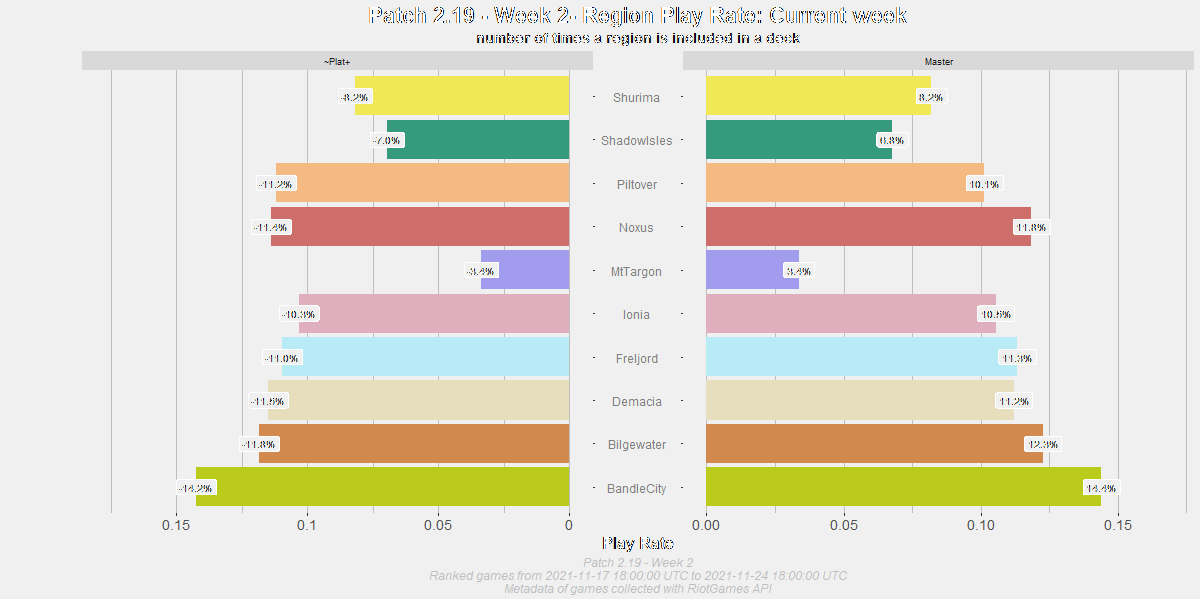 Patch 2.19 - Week 2- Region Play Rate: Current week
number of times a region is included in a deck
~Plat+
Master
-8.2% Shurima 8.2%
-7.0% ShadowIsles 6.8%
-11.2% Piltover 10.1%
-11.4% Noxus 11.8%
-3.4% MtTargon 3.4%
-10.3% Ionia
-11.0% Freljord 11.3%
-11.5% Demacia 11.2%
-11.8% Bilgewater 12.3%
-14.2% BandleCity 14.4%
0.15 0.1 0.05 0 0.00 0.05 0.10 0.15
Play Rate
Patch 2.19 - Week 2
Ranked games from 2021-11-17 18:00:00 UTC to 2021-11-24 18:00:00 UTC
Metadata of games collected with RiotGames API